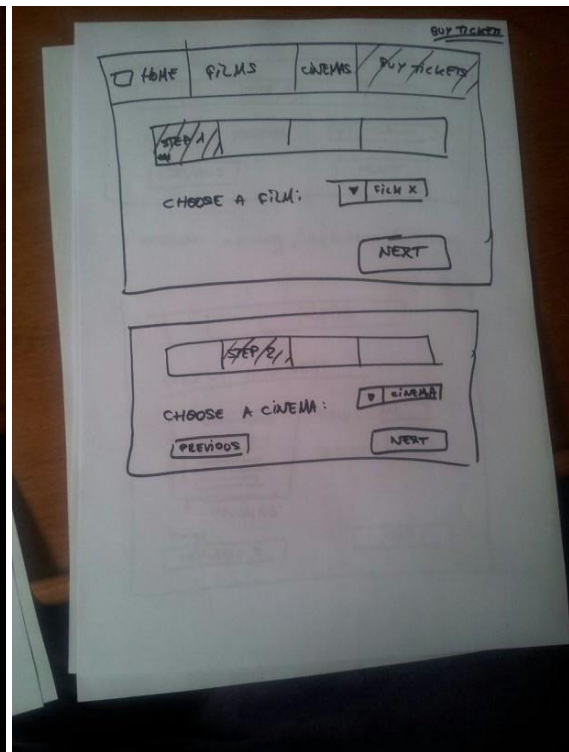 BUY TICKETS
HOME FILMS CINEMAS BUY TICKETS
STEP 1
CHOOSE A FILM: FILM X
NEXT
STEP 2
CHOOSE A CINEMA: CINEMA
PREVIOUS NEXT